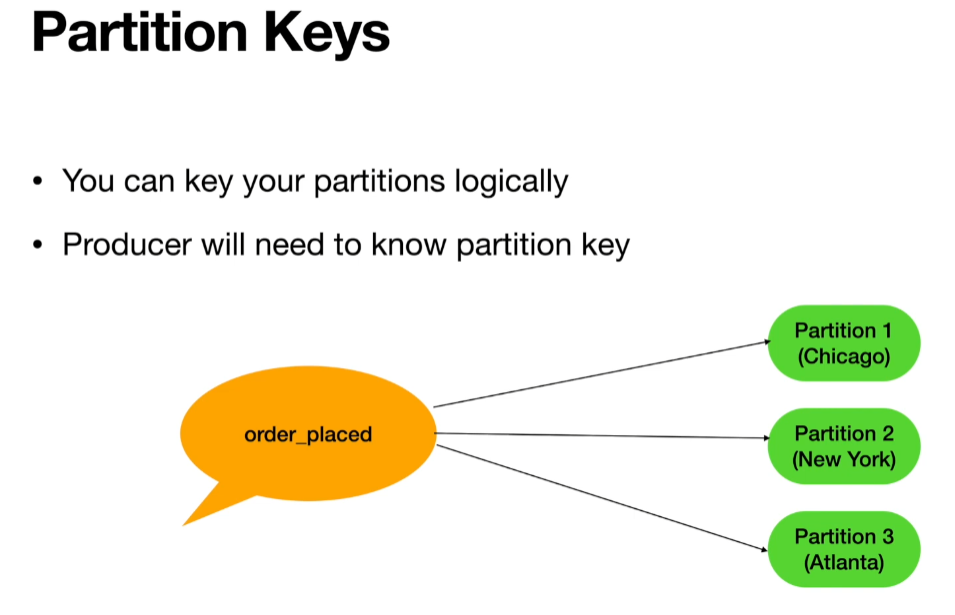 Partition Keys
• You can key your partitions logically
• Producer will need to know partition key
order_placed
Partition 1
(Chicago)
Partition 2
(New York)
Partition 3
(Atlanta)